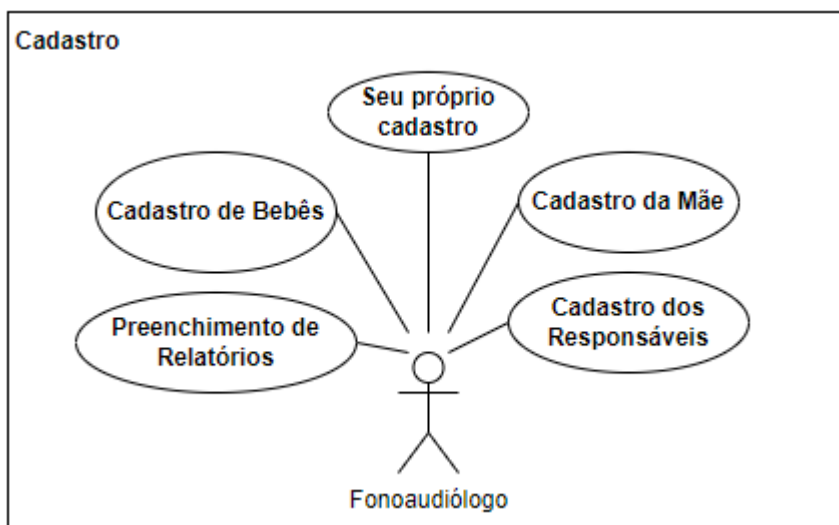 Cadastro
Seu próprio
cadastro
Cadastro de Bebês
Cadastro da Mãe
Preenchimento de
Relatórios
Cadastro dos
Responsáveis
Fonoaudiólogo